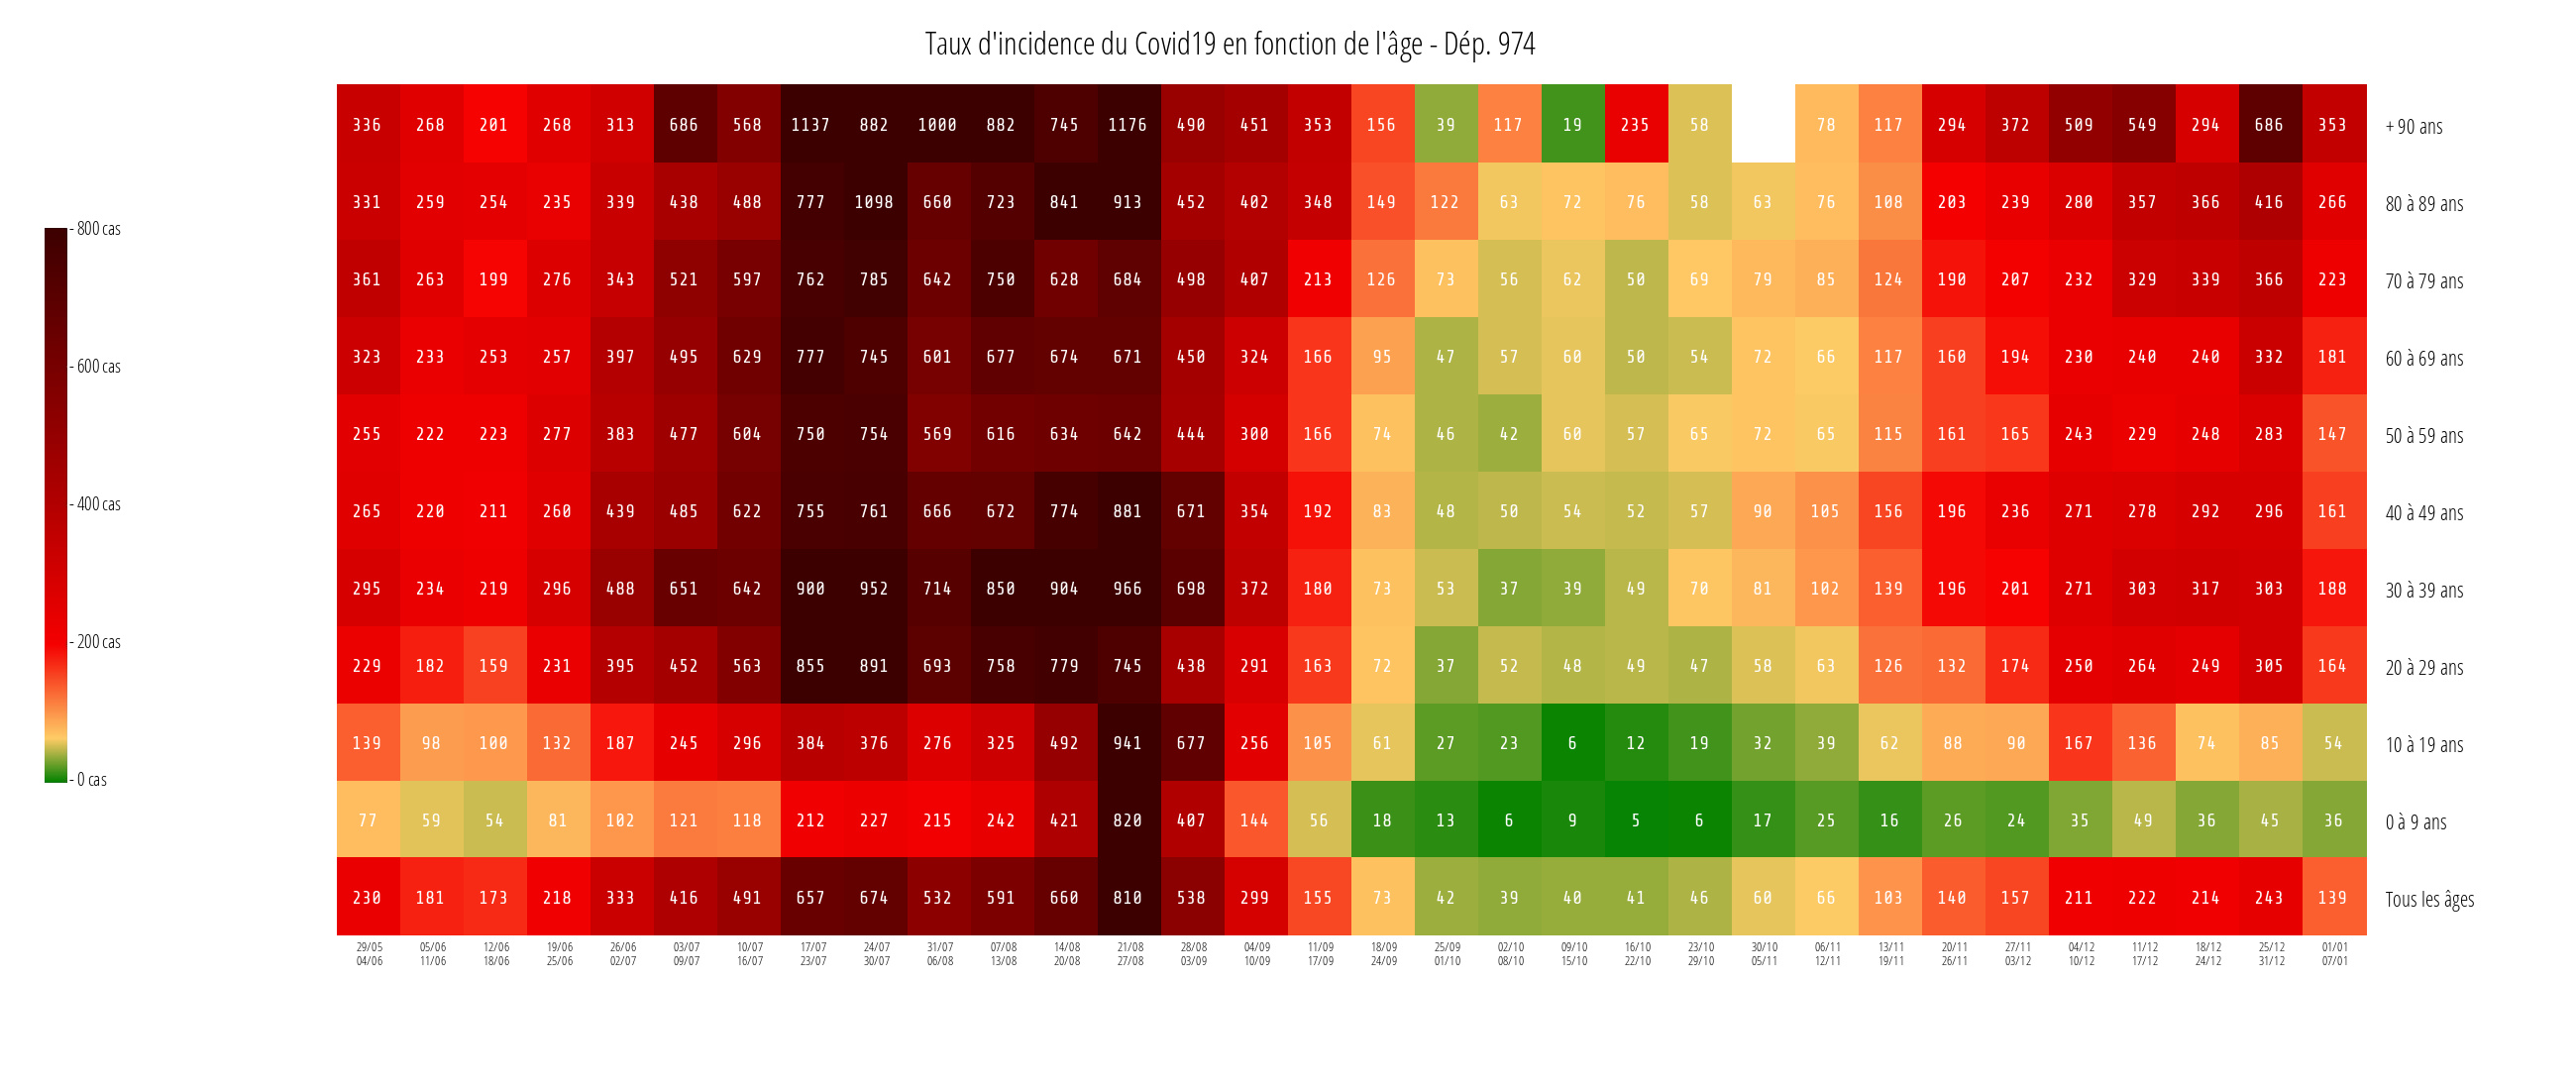 Taux d'incidence du Covid19 en fonction de l'âge - Dép. 974
- 800 cas
- 600 cas
- 400 cas
- 200 cas
- 0 cas
336 268 201 268 313 686 568 1137 882 1000 882 745 1176 490 451 353 156 39 117 19 235 58 78 117 294 372 509 549 294 686 353 + 90 ans
331 259 254 235 339 438 488 777 1098 660 723 841 913 452 402 348 149 122 63 72 76 58 63 76 108 203 239 280 357 366 416 266 80 à 89 ans
361 263 199 276 343 521 597 762 785 642 750 628 684 498 407 213 126 73 56 62 50 69 79 85 124 190 207 232 329 339 366 223 70 à 79 ans
323 233 253 257 397 495 629 777 745 601 677 674 671 450 324 166 95 47 57 60 50 54 72 66 117 160 194 230 240 240 332 181 60 à 69 ans
255 222 223 277 383 477 604 750 754 569 616 634 642 444 300 166 74 46 42 60 57 65 72 65 115 161 165 243 229 248 283 147 50 à 59 ans
265 220 211 260 439 485 622 755 761 666 672 774 881 671 354 192 83 48 50 54 52 57 90 105 156 196 236 271 278 292 296 161 40 à 49 ans
295 234 219 296 488 651 642 900 952 714 850 904 966 698 372 180 73 53 37 39 49 70 81 102 139 196 201 271 303 317 303 188 30 à 39 ans
229 182 159 231 395 452 563 855 891 693 758 779 745 438 291 163 72 37 52 48 49 47 58 63 126 132 174 250 264 249 305 164 20 à 29 ans
139 98 100 132 187 245 296 384 376 276 325 492 941 677 256 105 61 27 23 6 12 19 32 39 62 88 90 167 136 74 85 54 10 à 19 ans
77 59 54 81 102 121 118 212 227 215 242 421 820 407 144 56 18 13 6 9 5 6 17 25 16 26 24 35 49 36 45 36 0 à 9 ans
230 181 173 218 333 416 491 657 674 532 591 660 810 538 299 155 73 42 39 40 41 46 60 66 103 140 157 211 222 214 243 139 Tous les âges
29/05 05/06 12/06 19/06 26/06 03/07 10/07 17/07 24/07 31/07 07/08 14/08 21/08 28/08 04/09 11/09 18/09 25/09 02/10 09/10 16/10 23/10 30/10 06/11 13/11 20/11 27/11 04/12 11/12 18/12 25/12 01/01
04/06 11/06 18/06 25/06 02/07 09/07 16/07 23/07 30/07 06/08 13/08 20/08 27/08 03/09 10/09 17/09 24/09 01/10 08/10 15/10 22/10 29/10 05/11 12/11 19/11 26/11 03/12 10/12 17/12 24/12 31/12 07/01